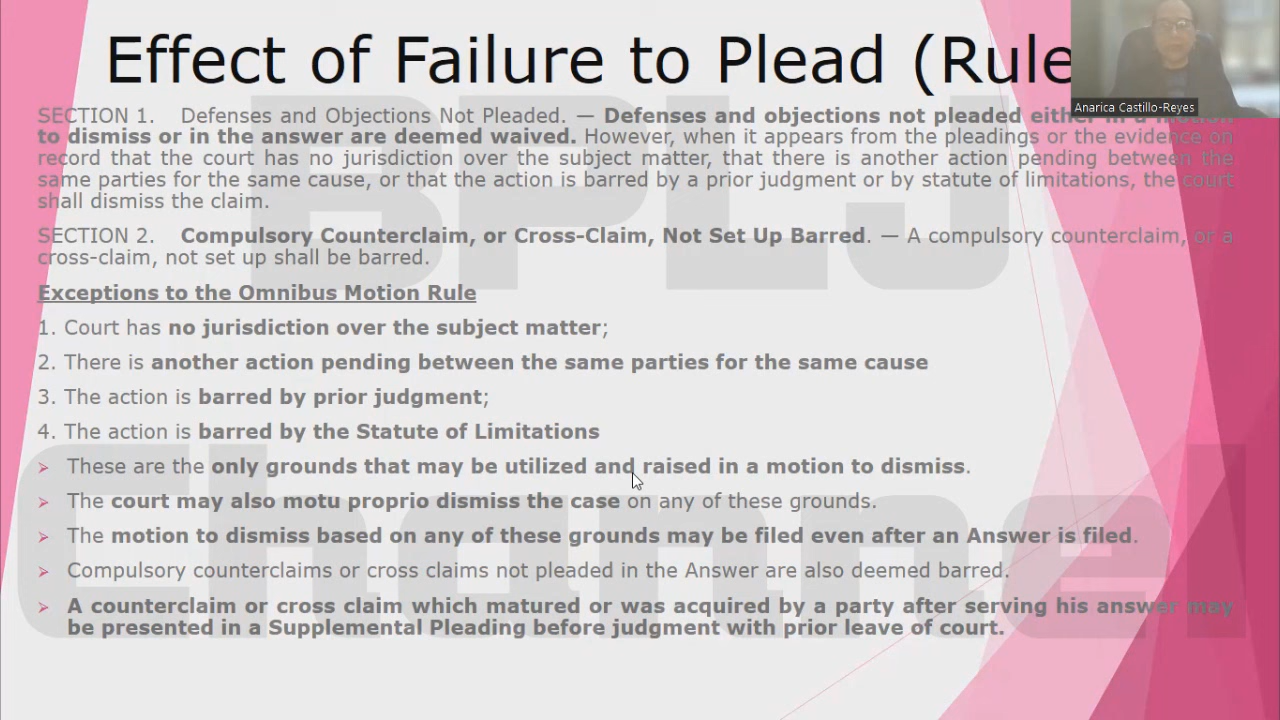 Effect of Failure to Plead (Rule
Anarica Castillo-Reyes
SECTION 1. Defenses and Objections Not Pleaded. — Defenses and objections not pleaded either in a motion
to dismiss or in the answer are deemed waived. However, when it appears from the pleadings or the evidence on
record that the court has no jurisdiction over the subject matter, that there is another action pending between the
same parties for the same cause, or that the action is barred by a prior judgment or by statute of limitations, the court
shall dismiss the claim.
SECTION 2. Compulsory Counterclaim, or Cross-Claim, Not Set Up Barred. — A compulsory counterclaim, or a
cross-claim, not set up shall be barred.
Exceptions to the Omnibus Motion Rule
1. Court has no jurisdiction over the subject matter;
2. There is another action pending between the same parties for the same cause
3. The action is barred by prior judgment;
4. The action is barred by the Statute of Limitations
These are the only grounds that may be utilized and raised in a motion to dismiss.
The court may also motu proprio dismiss the case on any of these grounds.
The motion to dismiss based on any of these grounds may be filed even after an Answer is filed.
Compulsory counterclaims or cross claims not pleaded in the Answer are also deemed barred.
A counterclaim or cross claim which matured or was acquired by a party after serving his answer may
be presented in a Supplemental Pleading before judgment with prior leave of court.
BPLJ
Channel